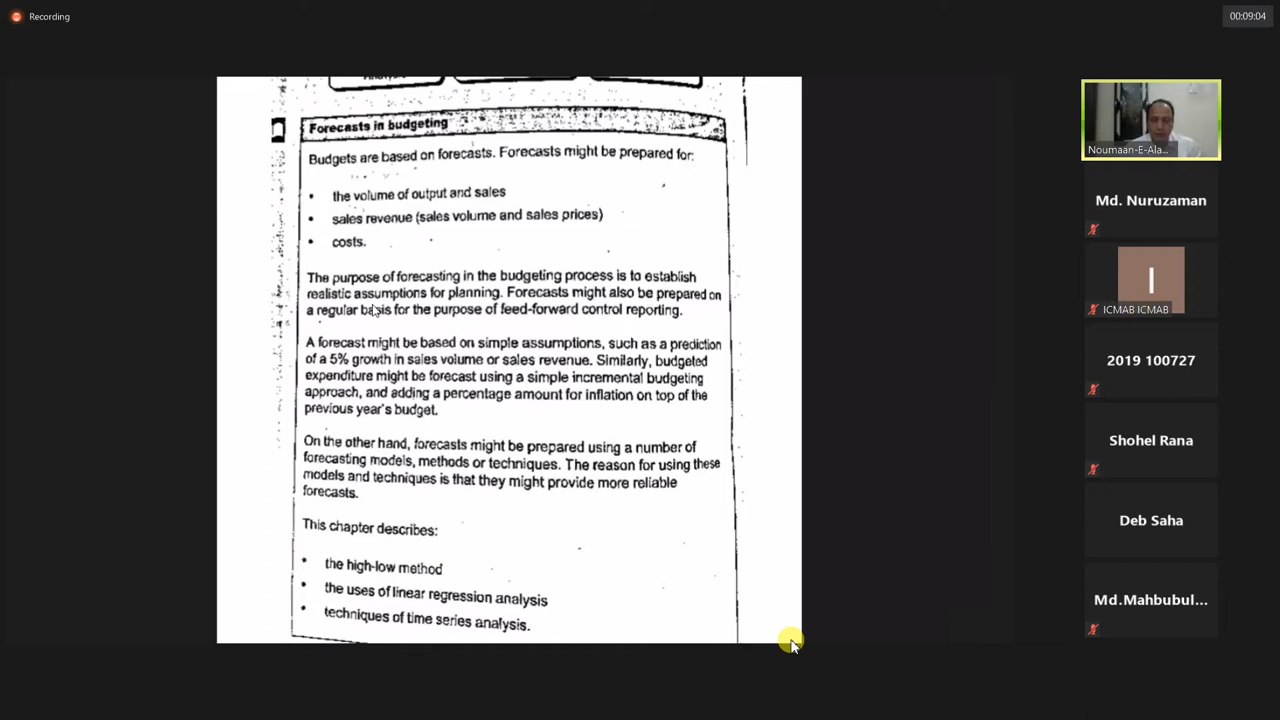 Recording
00:09:04
Forecasts in budgeting
Budgets are based on forecasts. Forecasts might be prepared for:
• the volume of output and sales
• sales revenue (sales volume and sales prices)
• costs.
The purpose of forecasting in the budgeting process is to establish
realistic assumptions for planning. Forecasts might also be prepared on
a regular basis for the purpose of feed-forward control reporting.
A forecast might be based on simple assumptions, such as a prediction
of a 5% growth in sales volume or sales revenue. Similarly, budgeted
expenditure might be forecast using a simple incremental budgeting
approach, and adding a percentage amount for inflation on top of the
previous year's budget.
On the other hand, forecasts might be prepared using a number of
forecasting models, methods or techniques. The reason for using these
models and techniques is that they might provide more reliable
forecasts.
This chapter describes:
• the high-low method
• the uses of linear regression analysis
• techniques of time series analysis.
Noumaan-E-Ala...
Md. Nuruzaman
I
ICMAB ICMAB
2019 100727
Shohel Rana
Deb Saha
Md.Mahbubul...